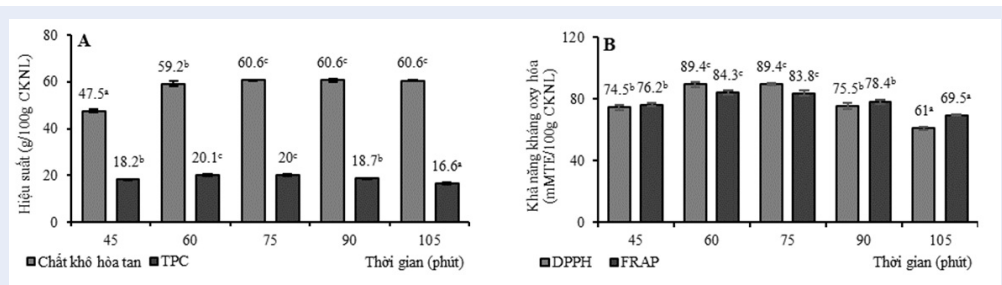 A
Hiệu suất (g/100g CKNL)
80
60
40
20
0
47.5ᵃ
59.2ᵇ
60.6ᶜ
60.6ᶜ
60.6ᶜ
18.2ᵇ
20.1ᶜ
20ᶜ
18.7ᵇ
16.6ᵃ
45
60
75
90
105
Chất khô hòa tan TPC
Thời gian (phút)
B
Khả năng kháng oxy hóa
(mMTE/100g CKNL)
120
80
40
0
74.5ᵇ 76.2ᵇ
89.4ᶜ 84.3ᶜ
89.4ᶜ 83.8ᶜ
75.5ᵇ 78.4ᵇ
61ᵃ 69.5ᵃ
45
60
75
90
105
DPPH FRAP
Thời gian (phút)